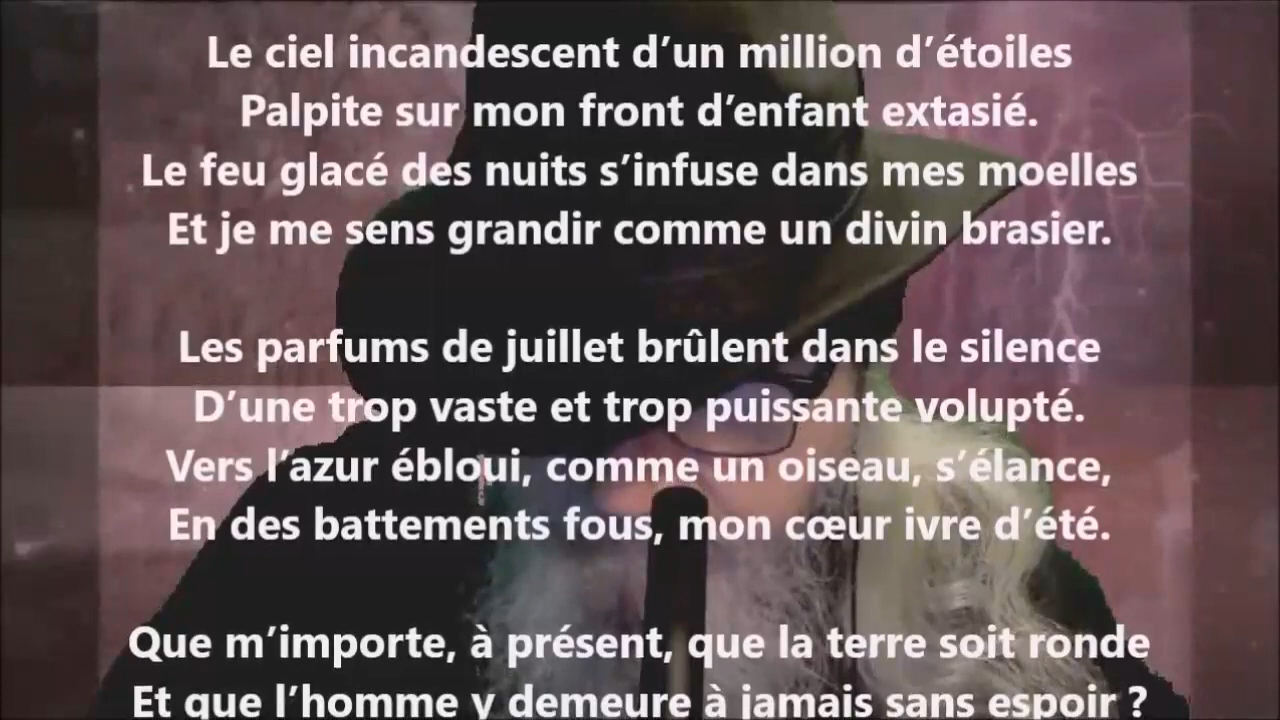 Le ciel incandescent d’un million d’étoiles
Palpite sur mon front d’enfant extasié.
Le feu glacé des nuits s’infuse dans mes moelles
Et je me sens grandir comme un divin brasier.
Les parfums de juillet brûlent dans le silence
D’une trop vaste et trop puissante volupté.
Vers l’azur ébloui, comme un oiseau, s’élance,
En des battements fous, mon cœur ivre d’été.
Que m’importe, à présent, que la terre soit ronde
Et que l’homme y demeure à jamais sans espoir ?